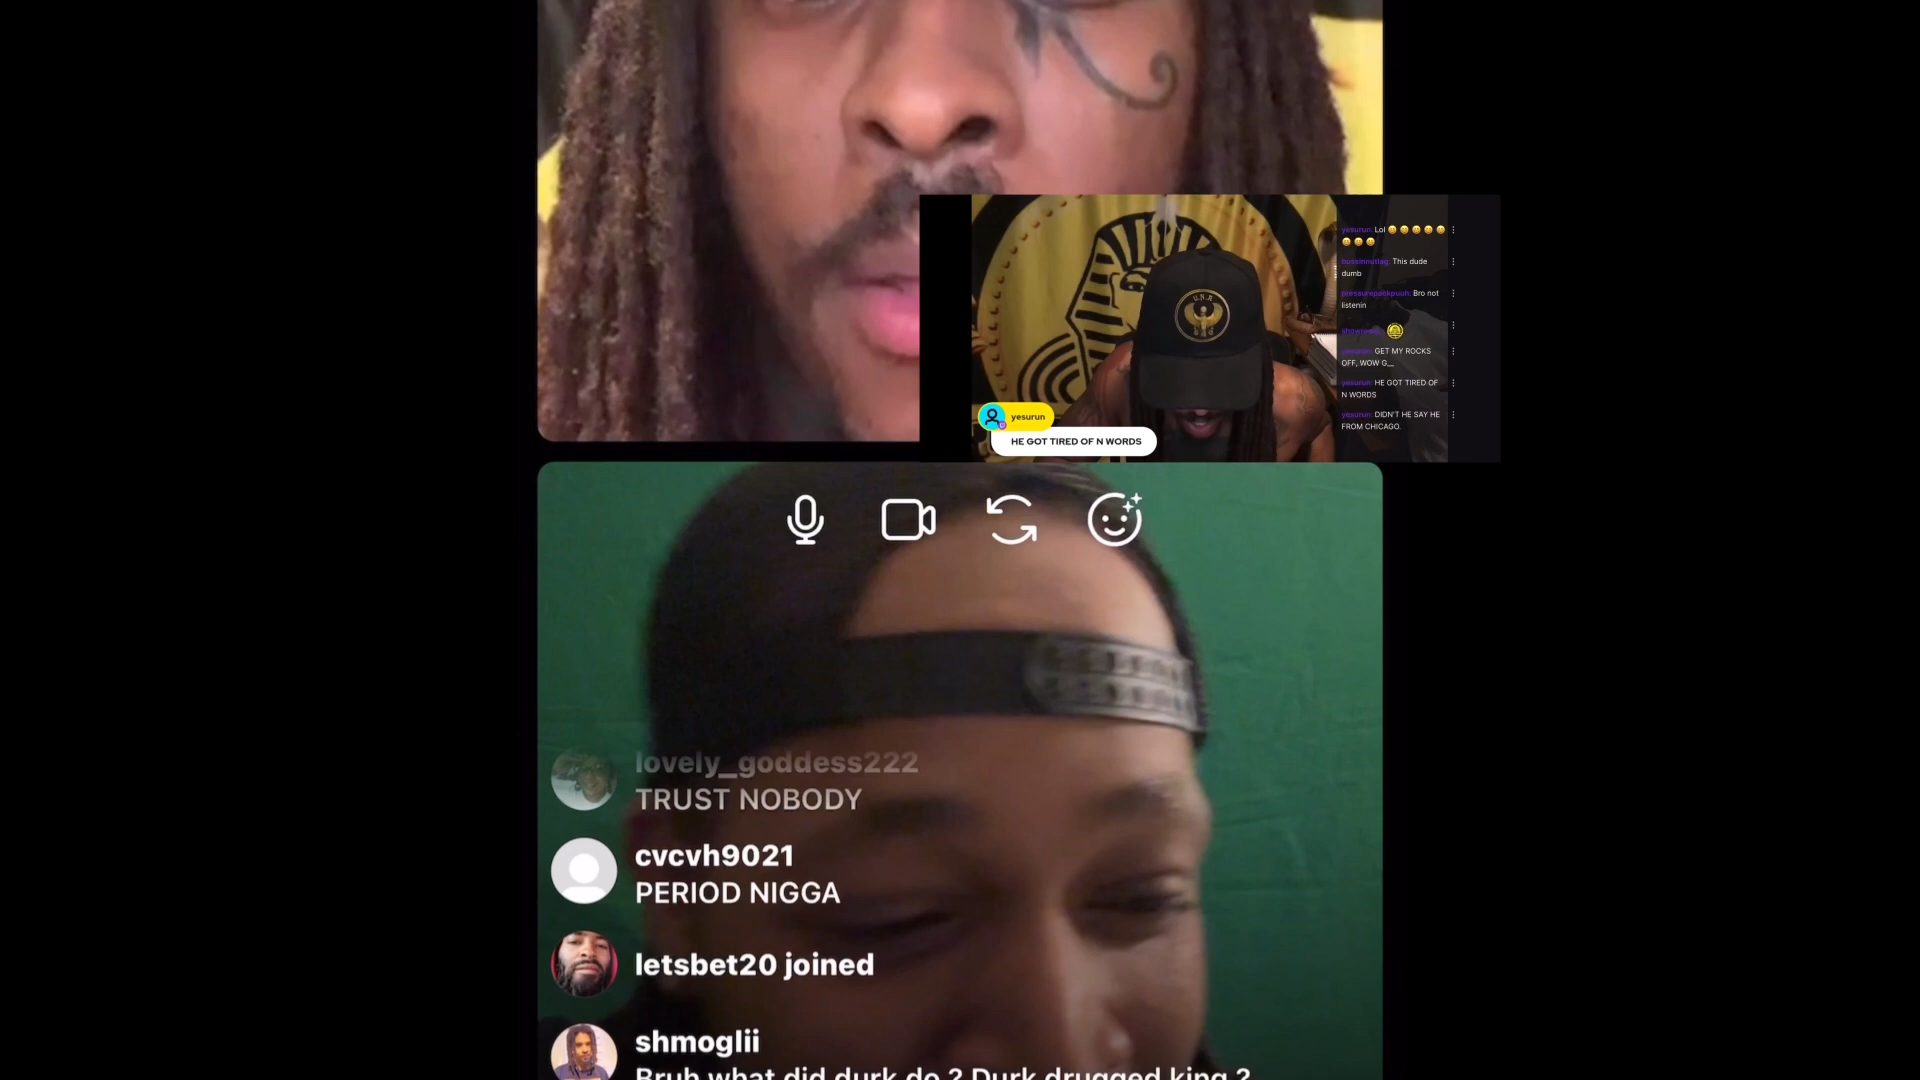 yesurun: Lol
This dude
dumb
Bro not
listenin
yesurun: GET MY ROCKS
OFF,.WOW G__
yesurun: HE GOT TIRED OF
N WORDS
yesurun: DIDN'T HE SAY HE
FROM CHICAGO.
U.N.R
yesurun
HE GOT TIRED OF N WORDS
lovely_goddess222
TRUST NOBODY
cvcvh9021
PERIOD NIGGA
letsbet20 joined
shmoglii
Bruh what did durk do ? Durk drugged king ?